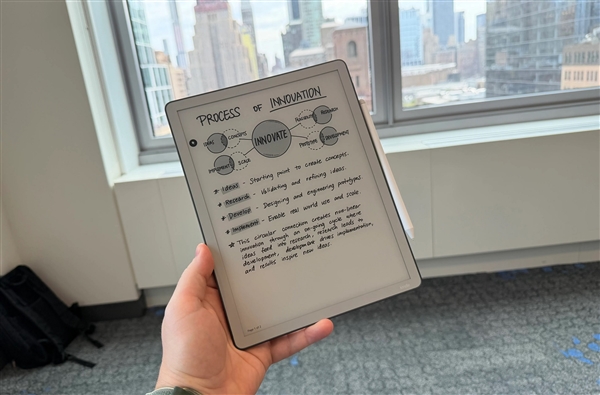 PROCESS OF INNOVATION
IDEAS CONCEPTS
RESEARCH
INNOVATE
IMPLEMENT SCALE
DEVELOPMENT
★ Ideas - Starting point to create concepts.
★ Research - Validating and refining ideas.
★ Develop - Designing and engineering prototypes
★ Implement - Enable real world use and scale.
★ This circular connection creates non-linear
innovation through an on-going cycle where
ideas feed into research, research leads to
development, development drives implementation,
and results inspire new ideas.